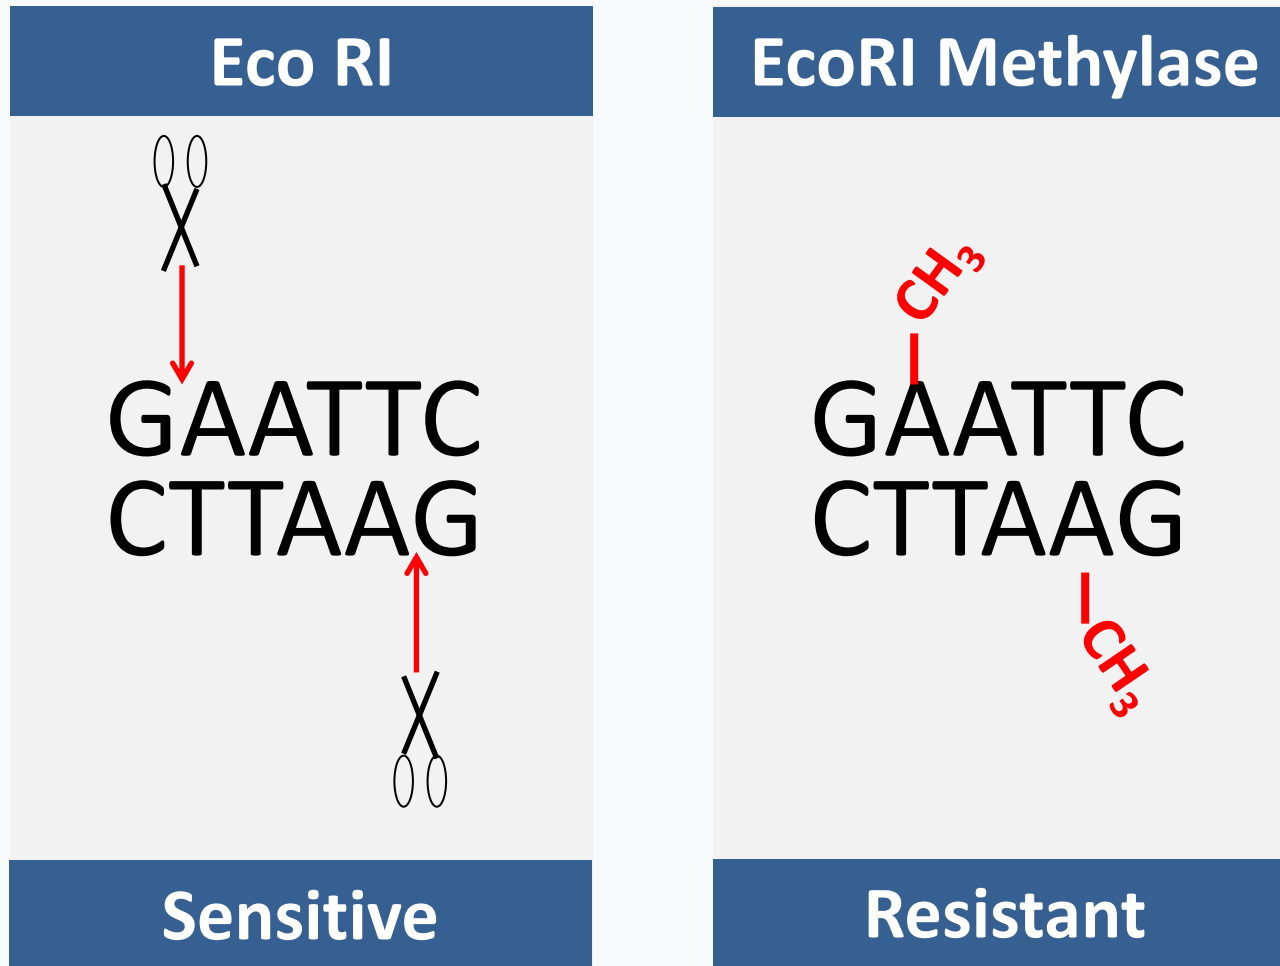 Eco RI
GAATTC
CTTAAG
Sensitive
EcoRI Methylase
CH₃
GAATTC
CTTAAG
CH₃
Resistant